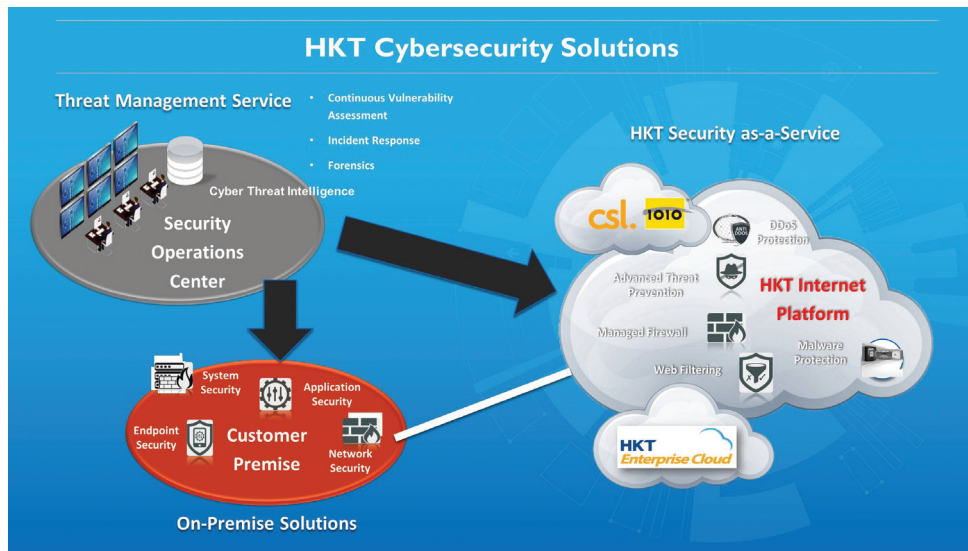 HKT Cybersecurity Solutions
Threat Management Service
• Continuous Vulnerability
Assessment
• Incident Response
• Forensics
Cyber Threat Intelligence
Security
Operations
Center
HKT Security as-a-Service
csl. 1010
ANTI
DDOS
DDoS
Protection
Advanced Threat
Prevention
HKT Internet
Platform
Managed Firewall
Malware
Protection
Web Filtering
HKT
Enterprise Cloud
System
Security
Application
Security
Endpoint
Security
Customer
Premise
Network
Security
On-Premise Solutions